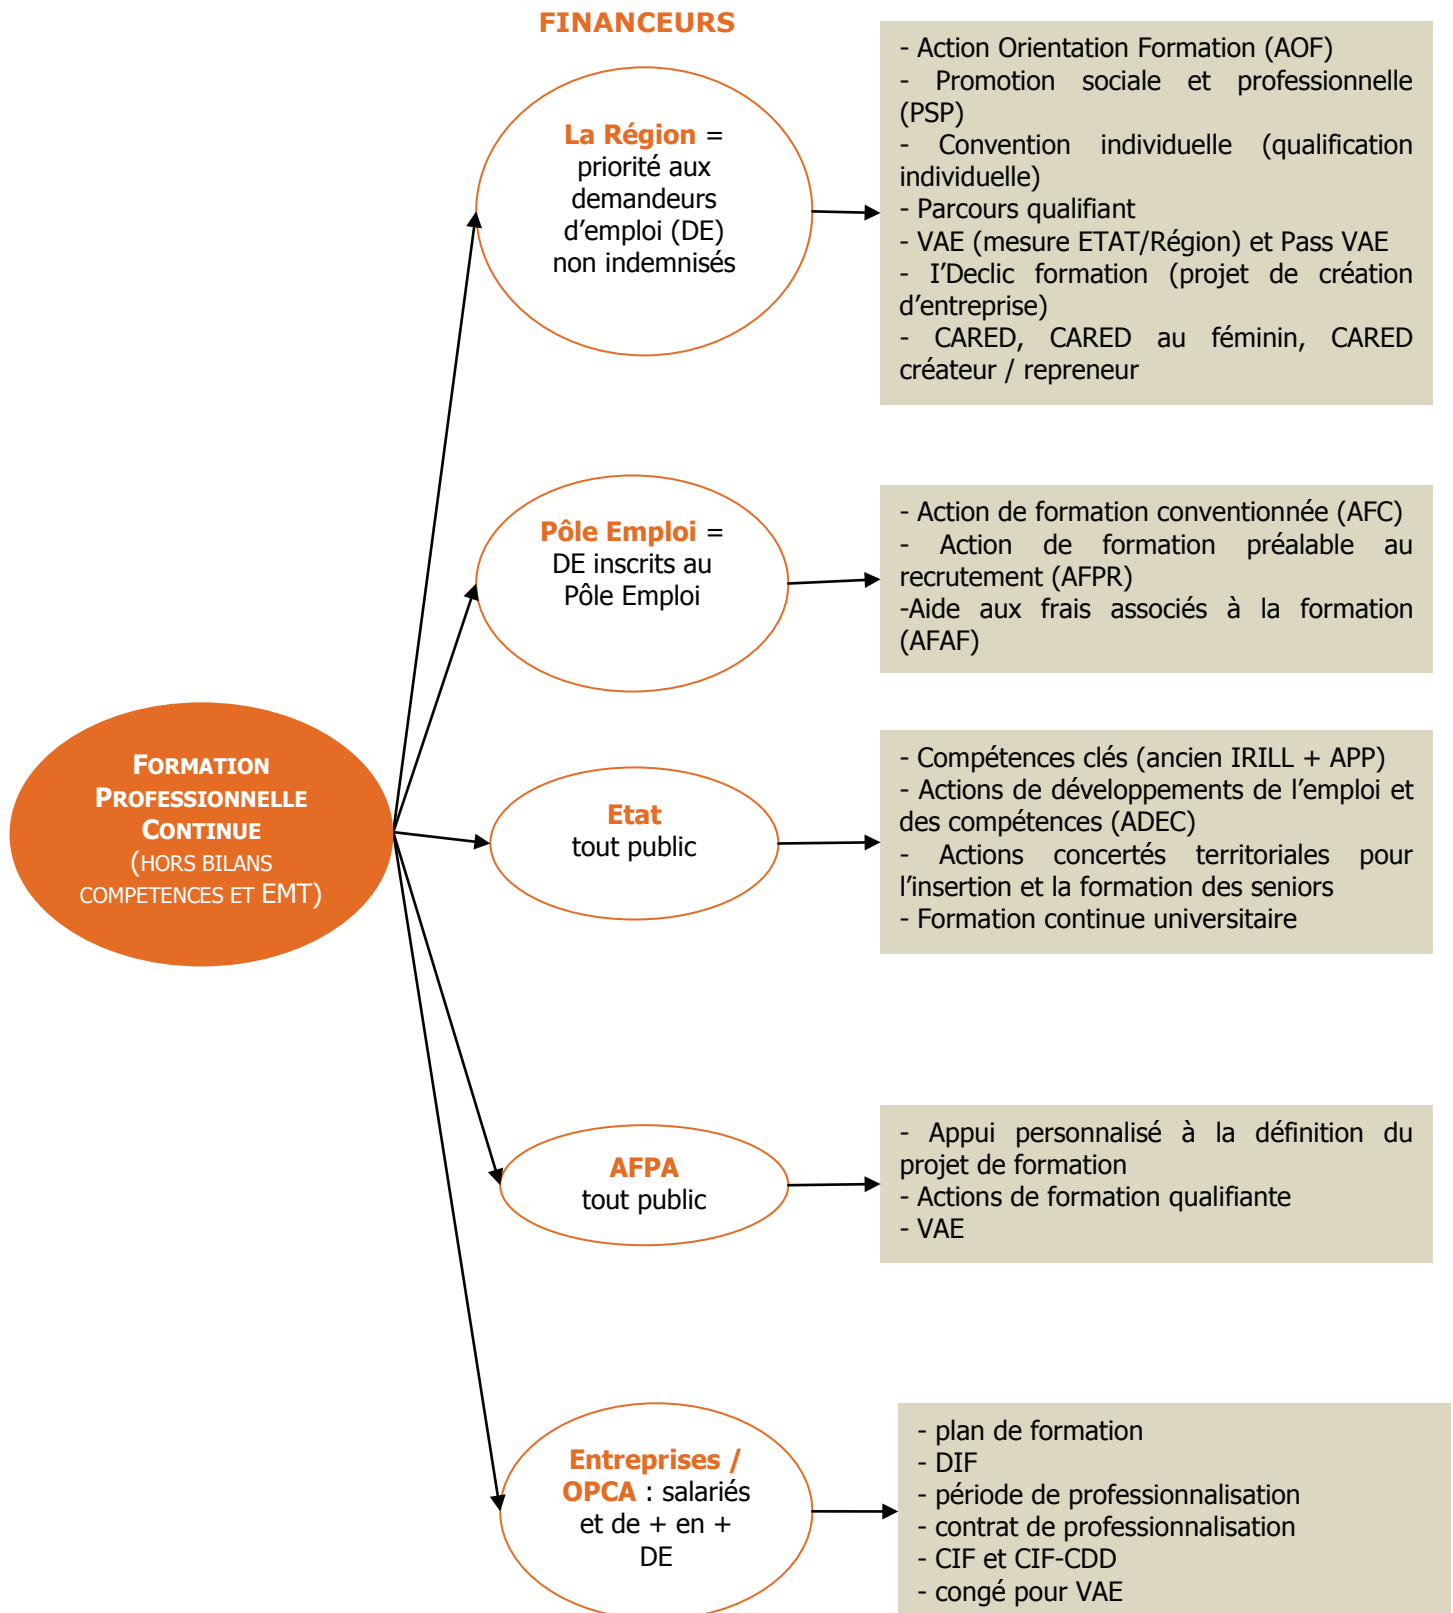 FINANCEURS
La Région =
priorité aux
demandeurs
d'emploi (DE)
non indemnisés
- Action Orientation Formation (AOF)
- Promotion sociale et professionnelle
(PSP)
- Convention individuelle (qualification
individuelle)
- Parcours qualifiant
- VAE (mesure ETAT/Région) et Pass VAE
- I'Declic formation (projet de création
d'entreprise)
- CARED, CARED au féminin, CARED
créateur / repreneur
Pôle Emploi =
DE inscrits au
Pôle Emploi
- Action de formation conventionnée (AFC)
- Action de formation préalable au
recrutement (AFPR)
-Aide aux frais associés à la formation
(AFAF)
FORMATION
PROFESSIONNELLE
CONTINUE
(HORS BILANS
COMPETENCES ET EMT)
Etat
tout public
- Compétences clés (ancien IRILL + APP)
- Actions de développements de l'emploi et
des compétences (ADEC)
- Actions concertés territoriales pour
l'insertion et la formation des seniors
- Formation continue universitaire
AFPA
tout public
- Appui personnalisé à la définition du
projet de formation
- Actions de formation qualifiante
- VAE
Entreprises /
OPCA : salariés
et de + en +
DE
- plan de formation
- DIF
- période de professionnalisation
- contrat de professionnalisation
- CIF et CIF-CDD
- congé pour VAE